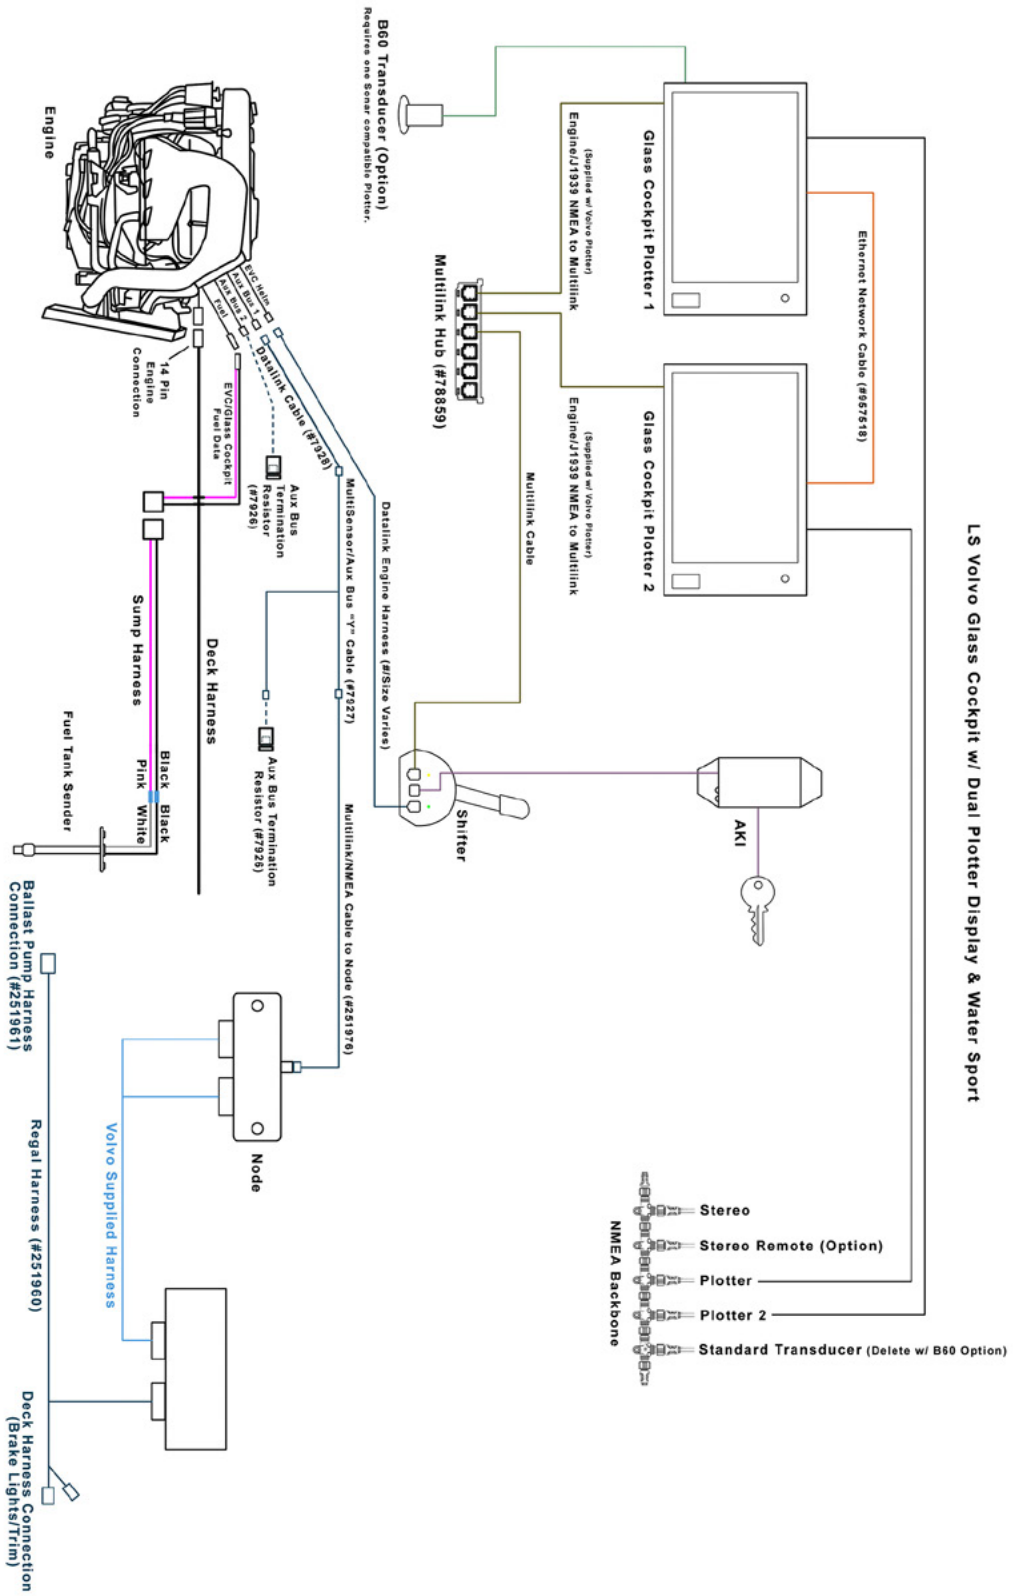 LS Volvo Glass Cockpit w/ Dual Plotter Display & Water Sport
Ethernot Network Cable (#957518)
Glass Cockpit Plotter 1
Glass Cockpit Plotter 2
(Supplied w/ Volvo Plotter)
Engine/J1939 NMEA to Multilink
(Supplied w/ Volvo Plotter)
Engine/J1939 NMEA to Multilink
Multilink Cable
B60 Transducer (Option)
Requires one Sonar compatible Plotter.
Multilink Hub (#78859)
AKI
Shifter
Stereo
Stereo Remote (Option)
Plotter
Plotter 2
Standard Transducer (Delete w/ B60 Option)
NMEA Backbone
Engine
EVC Helm
Aux Bus 1
Aux Bus 2
Fuel
14 Pin
Engine
Connection
Datalink Engine Harness (#/Size Varies)
Datalink Cable (#7928)
MultiSensor/Aux Bus "Y" Cable (#7927)
Multilink/NMEA Cable to Node (#251976)
Aux Bus
Termination
Resistor
(#7926)
Aux Bus Termination
Resistor (#7926)
EVC/Glass Cockpit
Fuel Data
Deck Harness
Sump Harness
Black
Pink
Black
White
Fuel Tank Sender
Node
Volvo Supplied Harness
Ballast Pump Harness
Connection (#251961)
Regal Harness (#251960)
Deck Harness Connection
(Brake Lights/Trim)